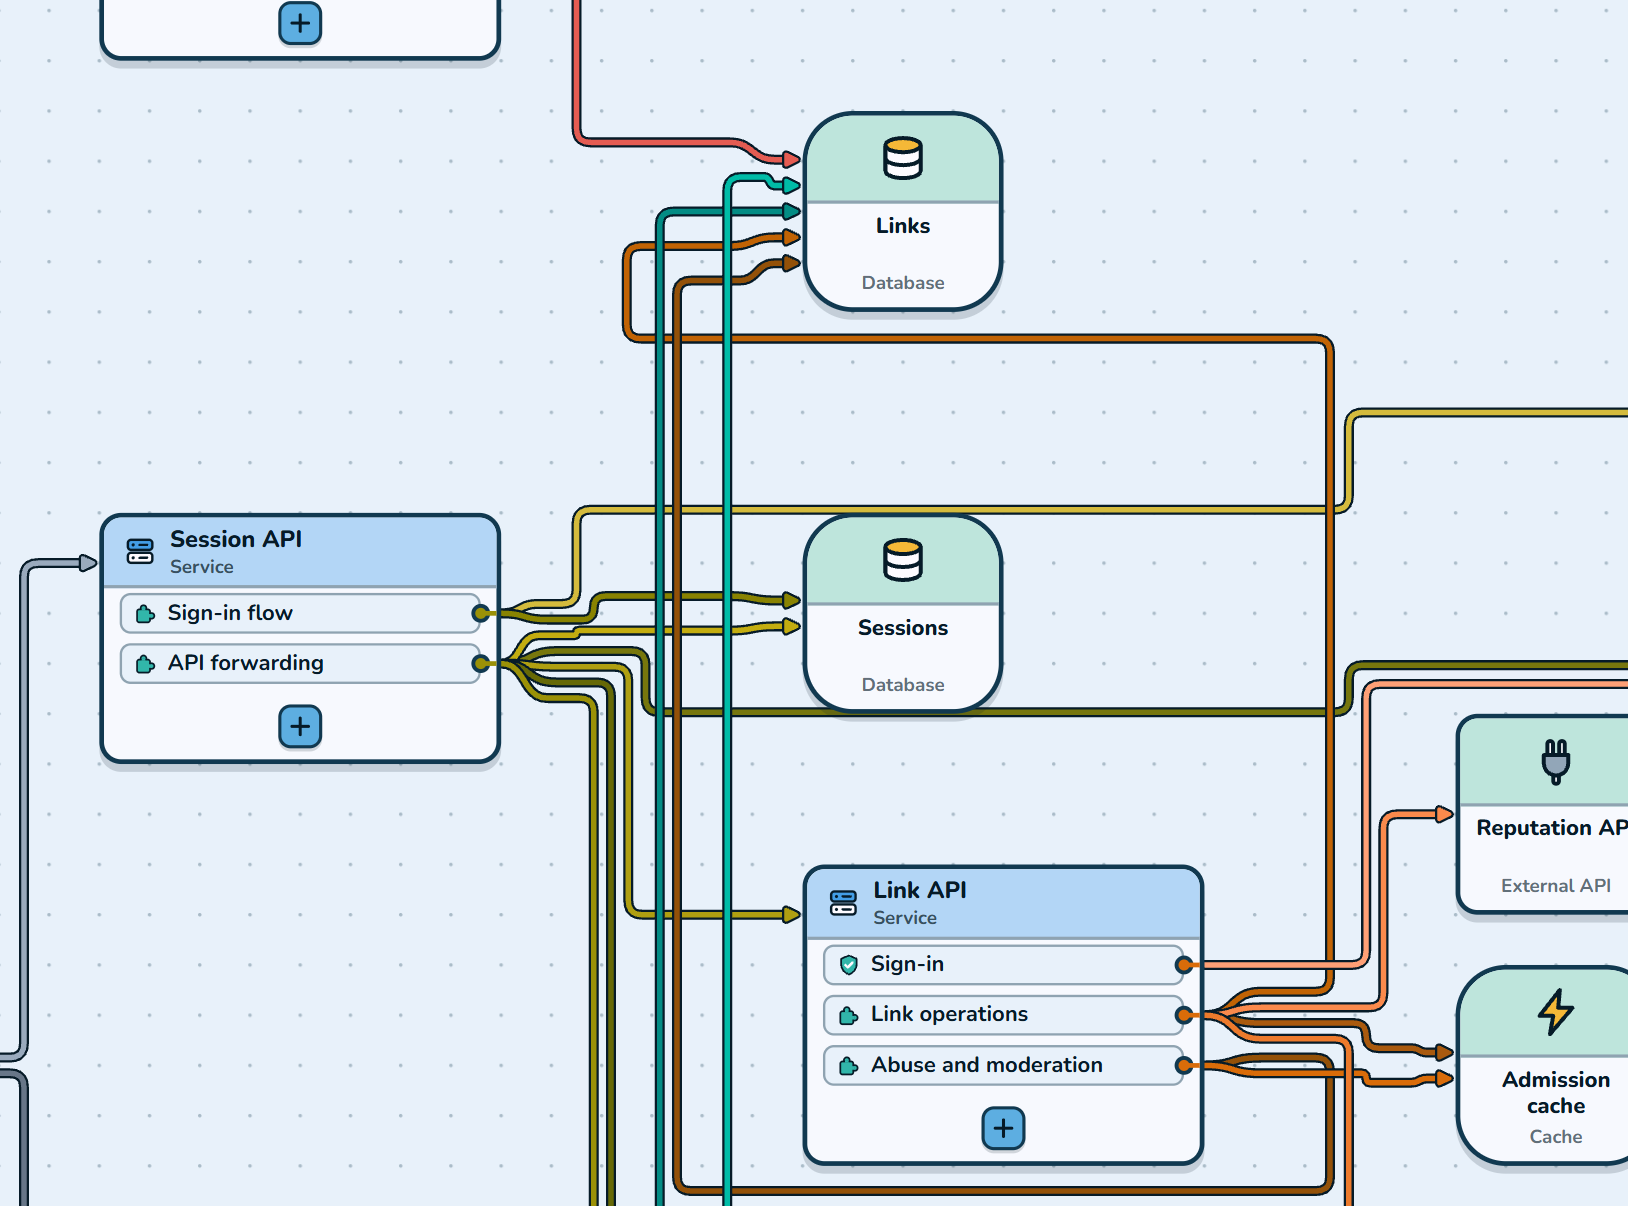 Links
Database
Session API
Service
Sign-in flow
API forwarding
Sessions
Database
Link API
Service
Sign-in
Link operations
Abuse and moderation
Reputation AP
External API
Admission
cache
Cache